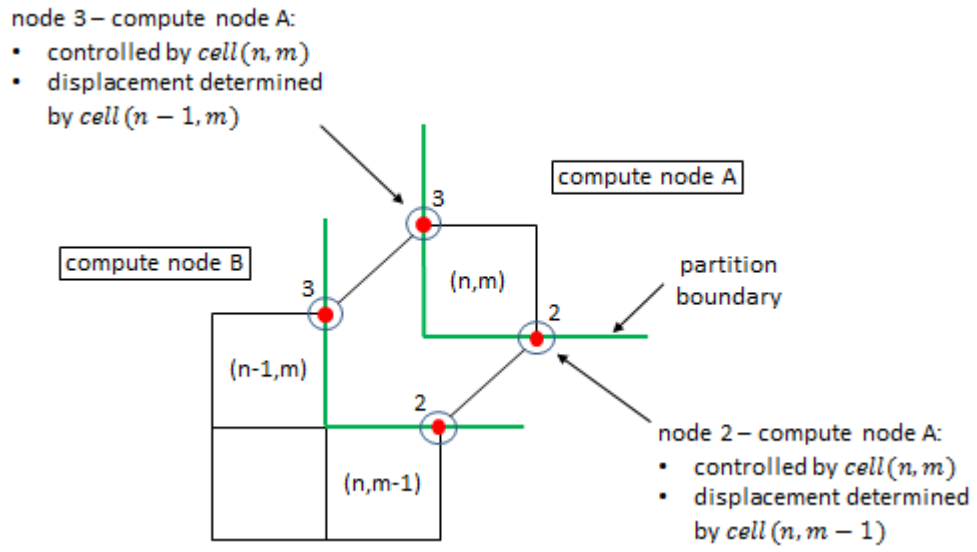 node 3 – compute node A:
• controlled by cell(n, m)
• displacement determined
by cell (n − 1, m)
compute node A
3
compute node B
(n,m)
partition
boundary
3
2
(n-1,m)
2
node 2 – compute node A:
• controlled by cell(n, m)
• displacement determined
by cell (n, m − 1)
(n,m-1)